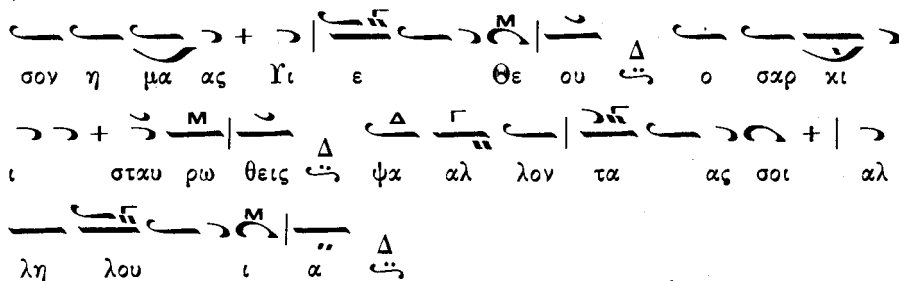 σον η μα ας Υι ε Θε ου Δ ο σαρ κι
ι σταυ ρω θεις Δ ψα αλ λον τα ας σοι αλ
λη λου ι α Δ